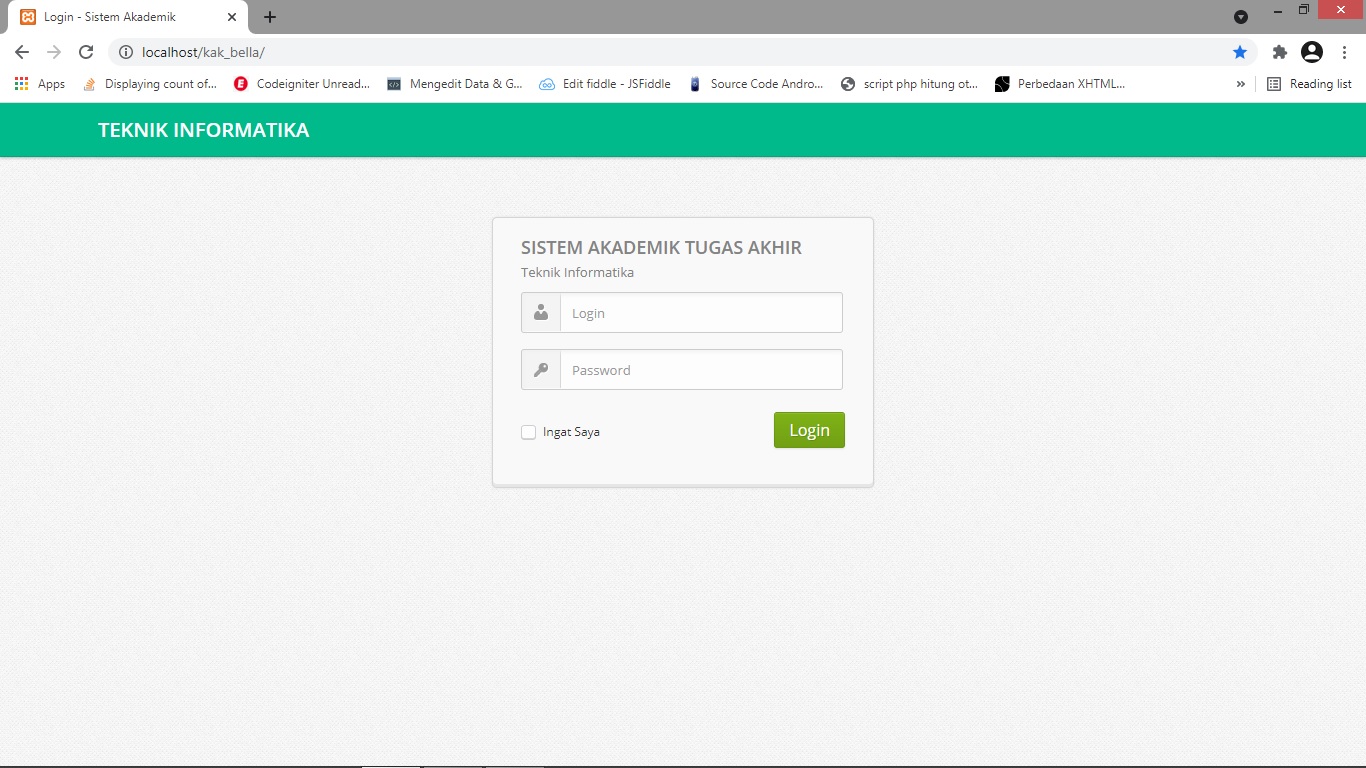 Login - Sistem Akademik
localhost/kak_bella/
Apps
Displaying count of...
Codeigniter Unread...
Mengedit Data & G...
Edit fiddle - JSFiddle
Source Code Andro...
script php hitung ot...
Perbedaan XHTML...
»
Reading list
TEKNIK INFORMATIKA
SISTEM AKADEMIK TUGAS AKHIR
Teknik Informatika
Login
Password
Ingat Saya
Login